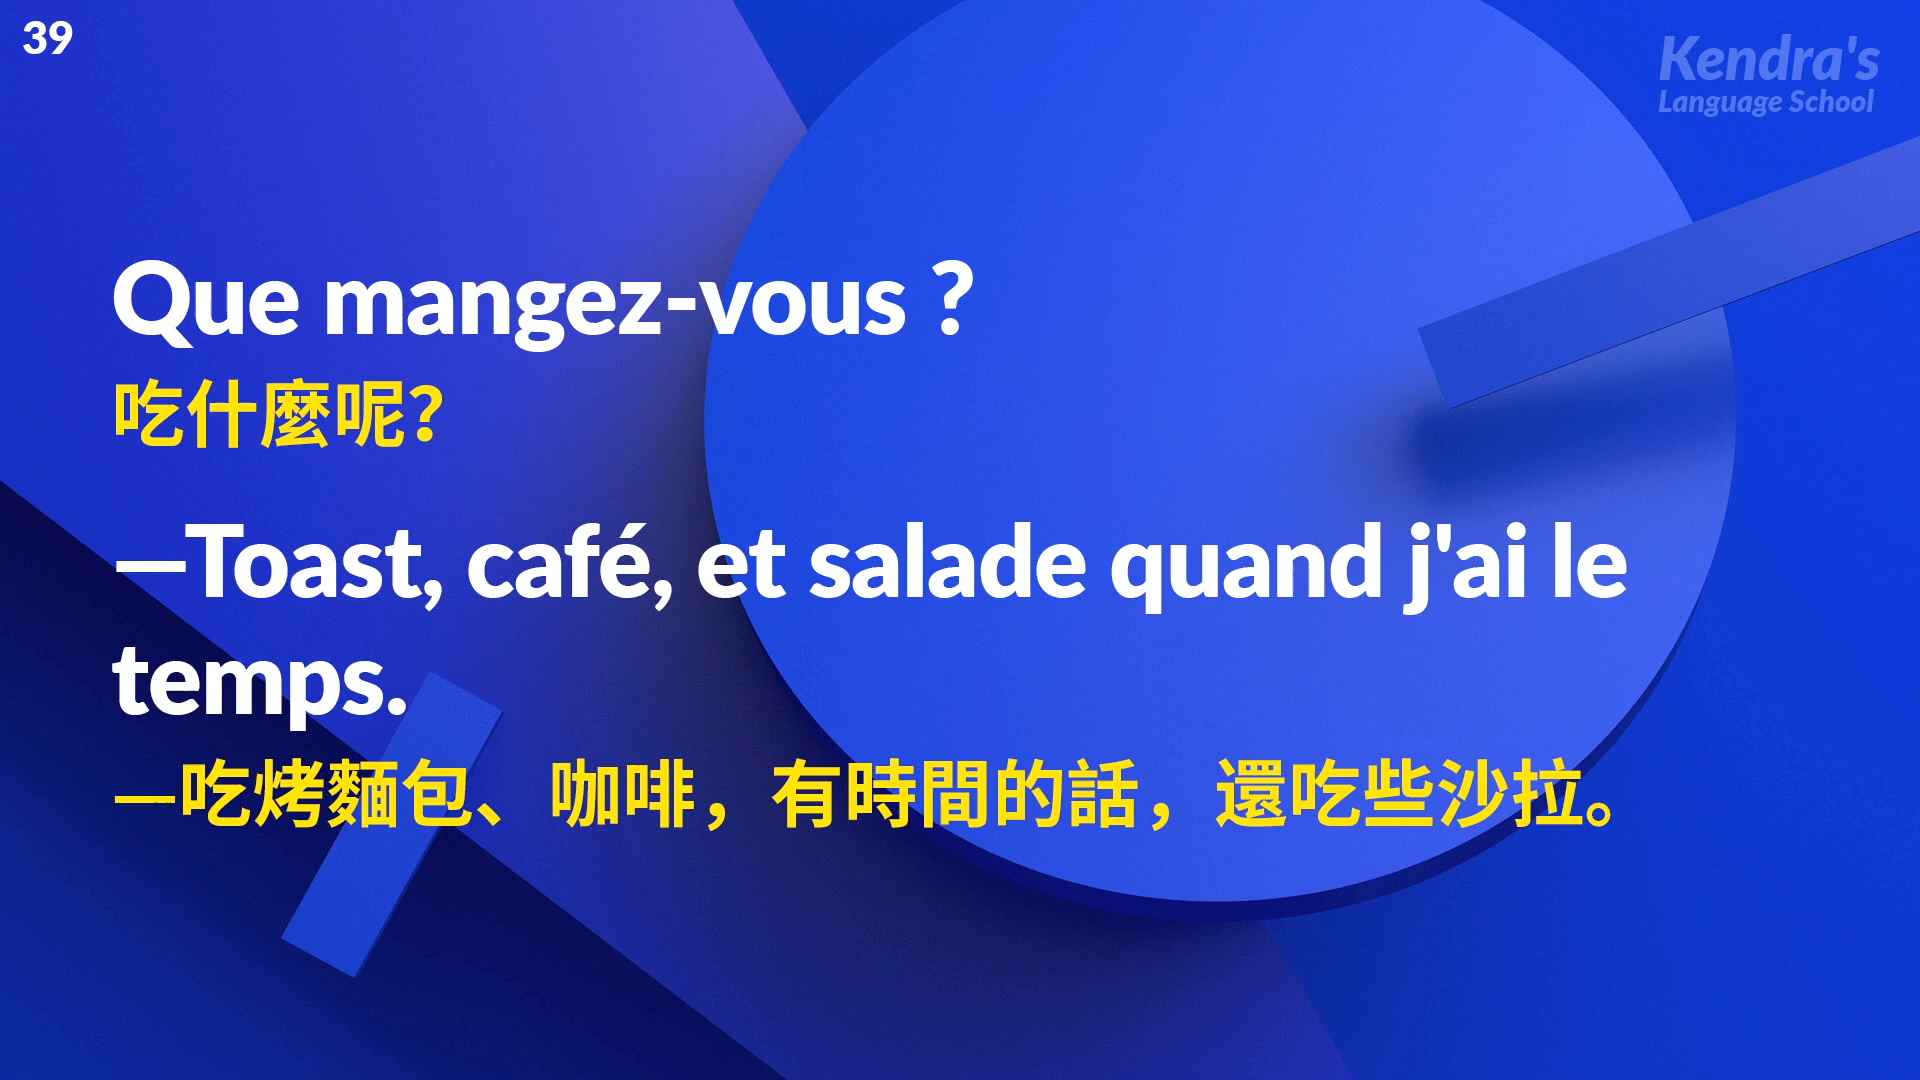 39
Kendra's
Language School
Que mangez-vous ?
吃什麼呢？
—Toast, café, et salade quand j'ai le
temps.
—吃烤麵包、咖啡，有時間的話，還吃些沙拉。